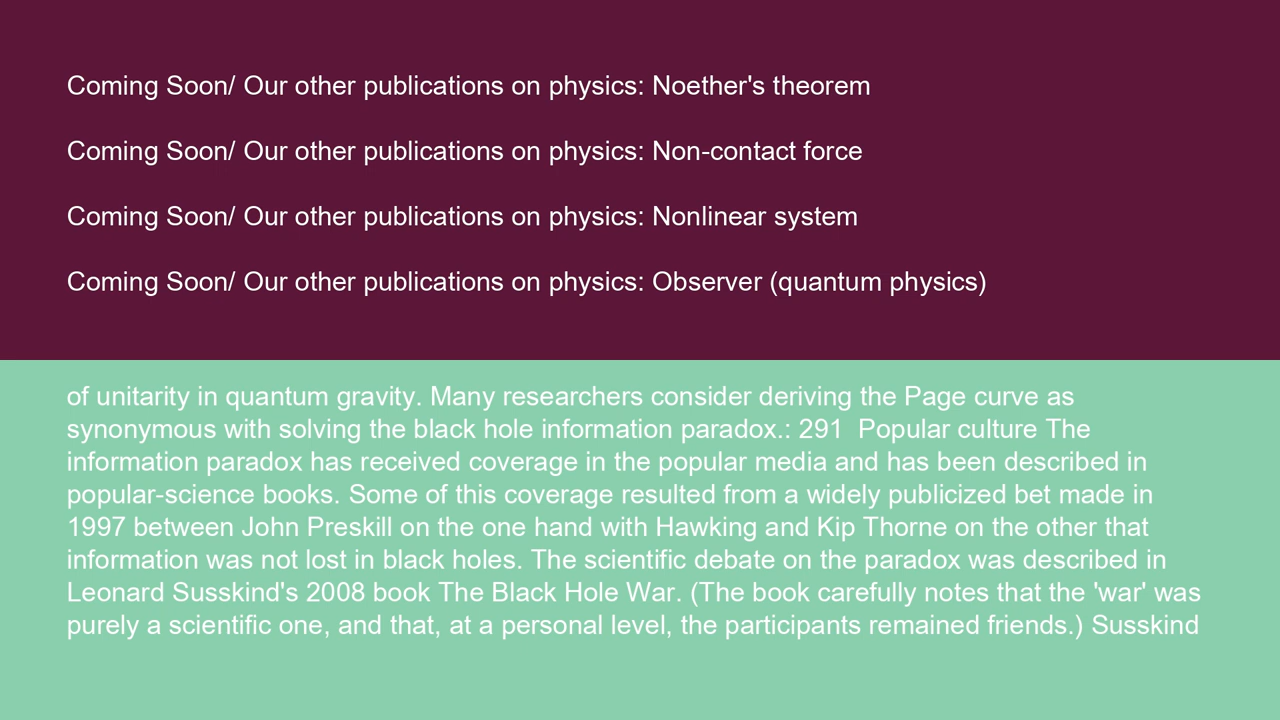 Coming Soon/ Our other publications on physics: Noether's theorem
Coming Soon/ Our other publications on physics: Non-contact force
Coming Soon/ Our other publications on physics: Nonlinear system
Coming Soon/ Our other publications on physics: Observer (quantum physics)
of unitarity in quantum gravity. Many researchers consider deriving the Page curve as
synonymous with solving the black hole information paradox.: 291  Popular culture The
information paradox has received coverage in the popular media and has been described in
popular-science books. Some of this coverage resulted from a widely publicized bet made in
1997 between John Preskill on the one hand with Hawking and Kip Thorne on the other that
information was not lost in black holes. The scientific debate on the paradox was described in
Leonard Susskind's 2008 book The Black Hole War. (The book carefully notes that the 'war' was
purely a scientific one, and that, at a personal level, the participants remained friends.) Susskind